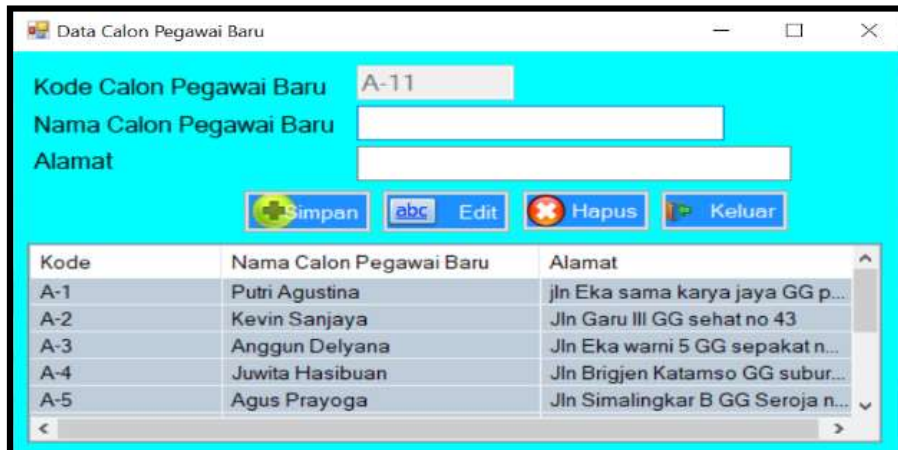 Data Calon Pegawai Baru
Kode Calon Pegawai Baru A-11
Nama Calon Pegawai Baru
Alamat
Simpan abc Edit Hapus Keluar
Kode Nama Calon Pegawai Baru Alamat
A-1 Putri Agustina jln Eka sama karya jaya GG p...
A-2 Kevin Sanjaya Jln Garu III GG sehat no 43
A-3 Anggun Delyana Jln Eka warni 5 GG sepakat n...
A-4 Juwita Hasibuan Jln Brigjen Katamso GG subur...
A-5 Agus Prayoga Jln Simalingkar B GG Seroja n...